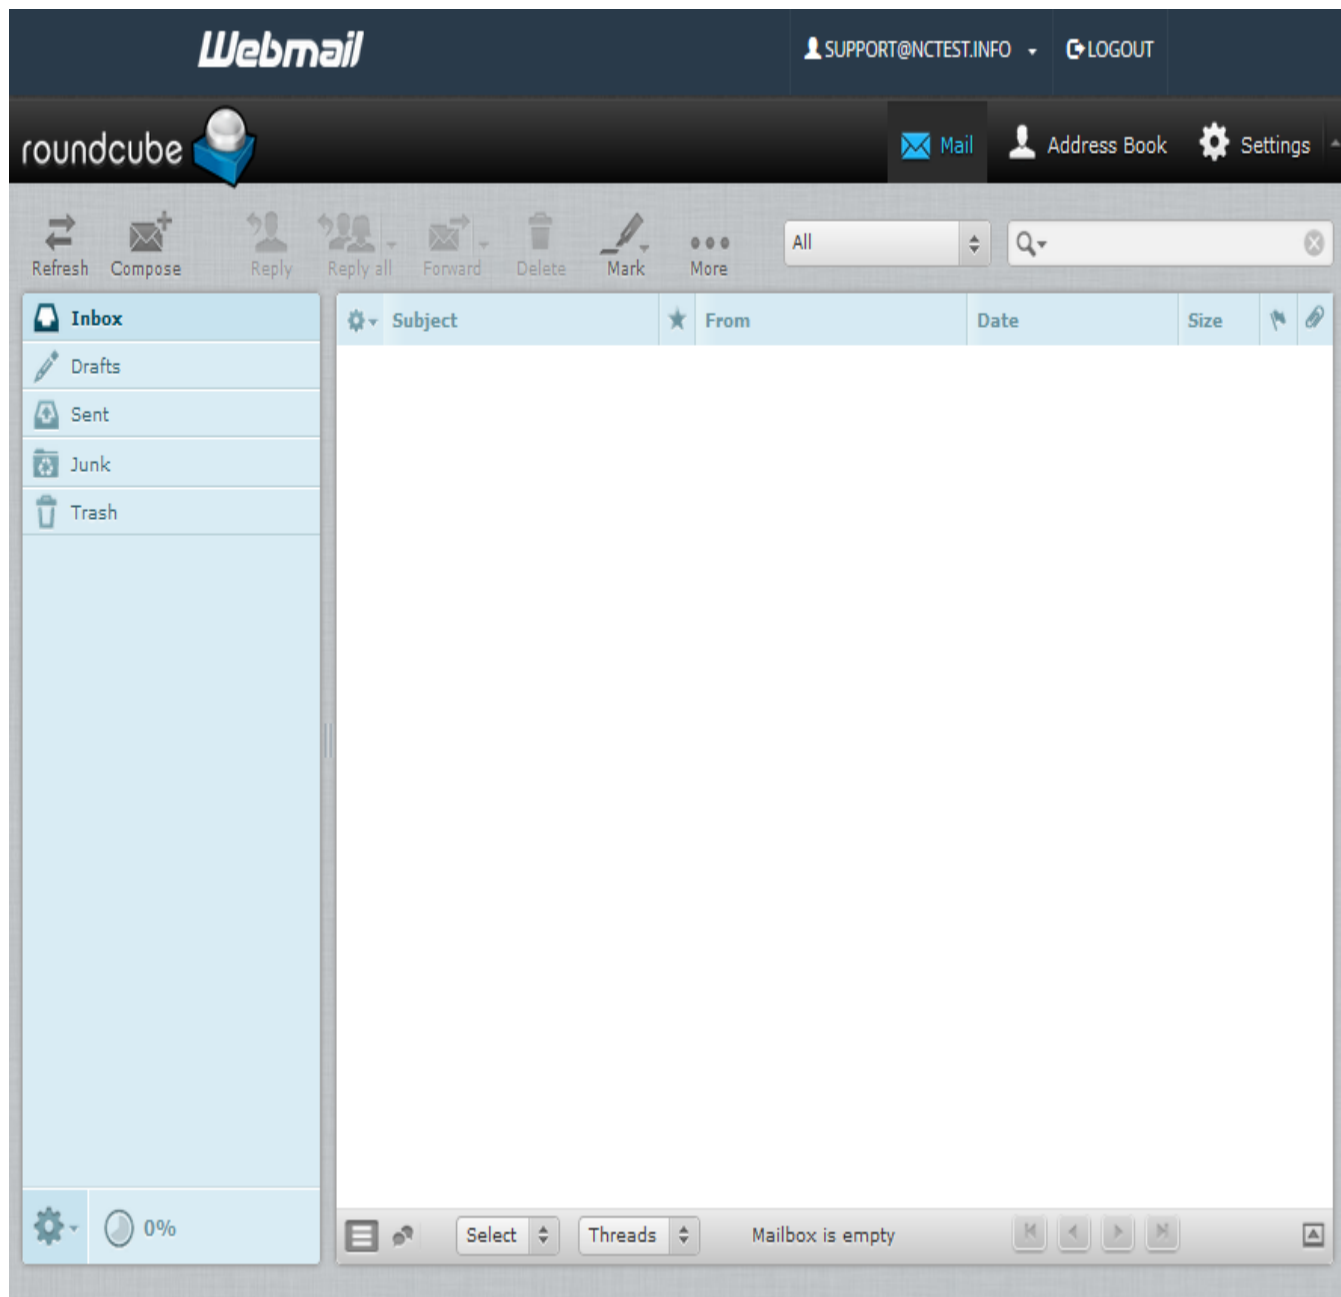 Webmail
SUPPORT@NCTEST.INFO LOGOUT
roundcube Mail Address Book Settings
Refresh Compose Reply Reply all Forward Delete Mark More All
Inbox
Drafts
Sent
Junk
Trash
Subject From Date Size
0%
Select Threads Mailbox is empty